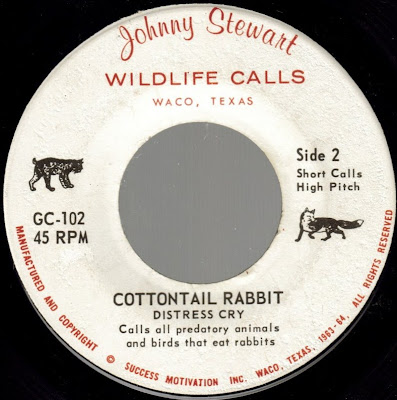 Johnny Stewart
WILDLIFE CALLS
WACO, TEXAS
Side 2
Short Calls
High Pitch
GC-102
45 RPM
COTTONTAIL RABBIT
DISTRESS CRY
Calls all predatory animals
and birds that eat rabbits
MANUFACTURED AND COPYRIGHT © SUCCESS MOTIVATION INC. WACO, TEXAS, 1963-64, ALL RIGHTS RESERVED